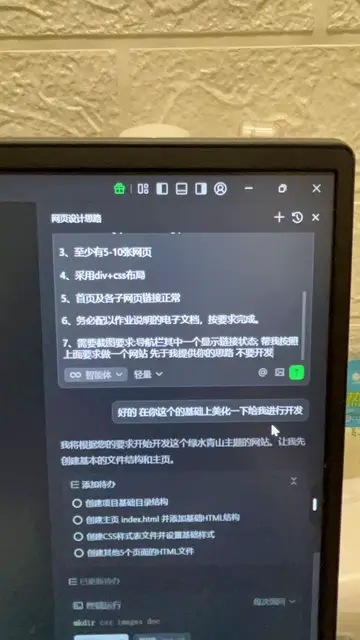 网页设计思路
3、至少有5-10张网页
4、采用div+css布局
5、首页及各子网页链接正常
6、务必配以作业说明的电子文档，按要求完成。
7、需要截图要求:导航栏其中一个显示链接状态; 帮我按照
上面要求做一个网站 先于我提供你的思路 不要开发
∞ 智能体 轻量 @
好的 在你这个的基础上美化一下给我进行开发
我将根据您的要求开始开发这个绿水青山主题的网站。让我先
创建基本的文件结构和主页。
添加待办
创建项目基础目录结构
创建主页 index.html 并添加基础HTML结构
创建CSS样式表文件并设置基础样式
创建其他5个页面的HTML文件
已更新待办
终端运行 每次询问
mkdir css images doc